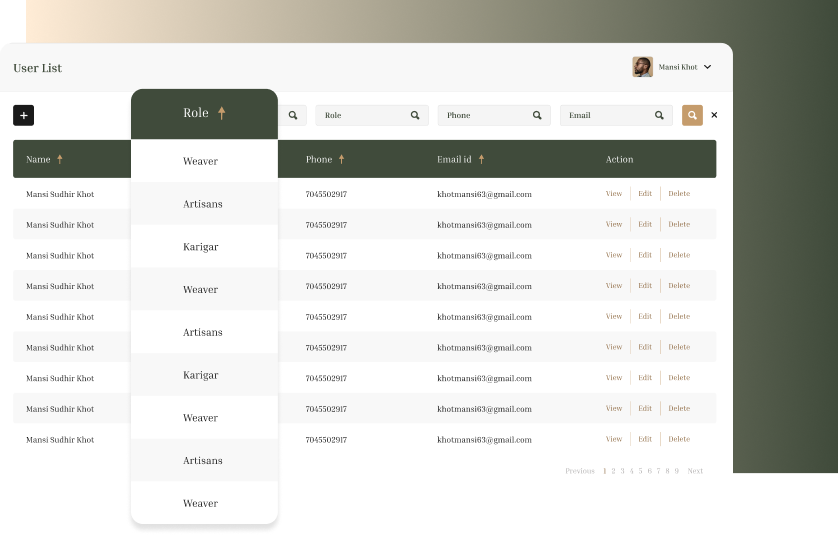 User List
Mansi Khot
+
Role
Role
Phone
Email
Name
Phone
Email id
Action
Weaver
Artisans
Karigar
Weaver
Artisans
Karigar
Weaver
Artisans
Weaver
Mansi Sudhir Khot 7045502917 khotmansi63@gmail.com View Edit Delete
Mansi Sudhir Khot 7045502917 khotmansi63@gmail.com View Edit Delete
Mansi Sudhir Khot 7045502917 khotmansi63@gmail.com View Edit Delete
Mansi Sudhir Khot 7045502917 khotmansi63@gmail.com View Edit Delete
Mansi Sudhir Khot 7045502917 khotmansi63@gmail.com View Edit Delete
Mansi Sudhir Khot 7045502917 khotmansi63@gmail.com View Edit Delete
Mansi Sudhir Khot 7045502917 khotmansi63@gmail.com View Edit Delete
Mansi Sudhir Khot 7045502917 khotmansi63@gmail.com View Edit Delete
Mansi Sudhir Khot 7045502917 khotmansi63@gmail.com View Edit Delete
Previous 1 2 3 4 5 6 7 8 9 Next